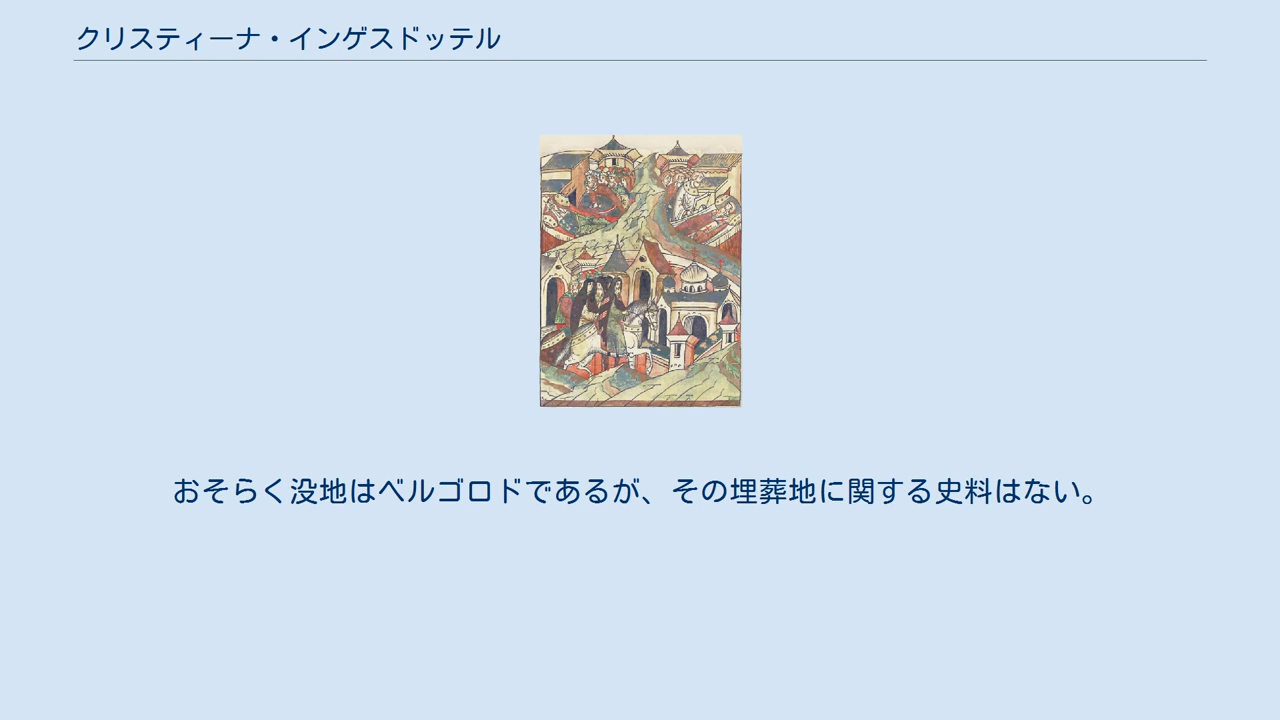 クリスティーナ・インゲスドッテル
おそらく没地はベルゴロドであるが、その埋葬地に関する史料はない。